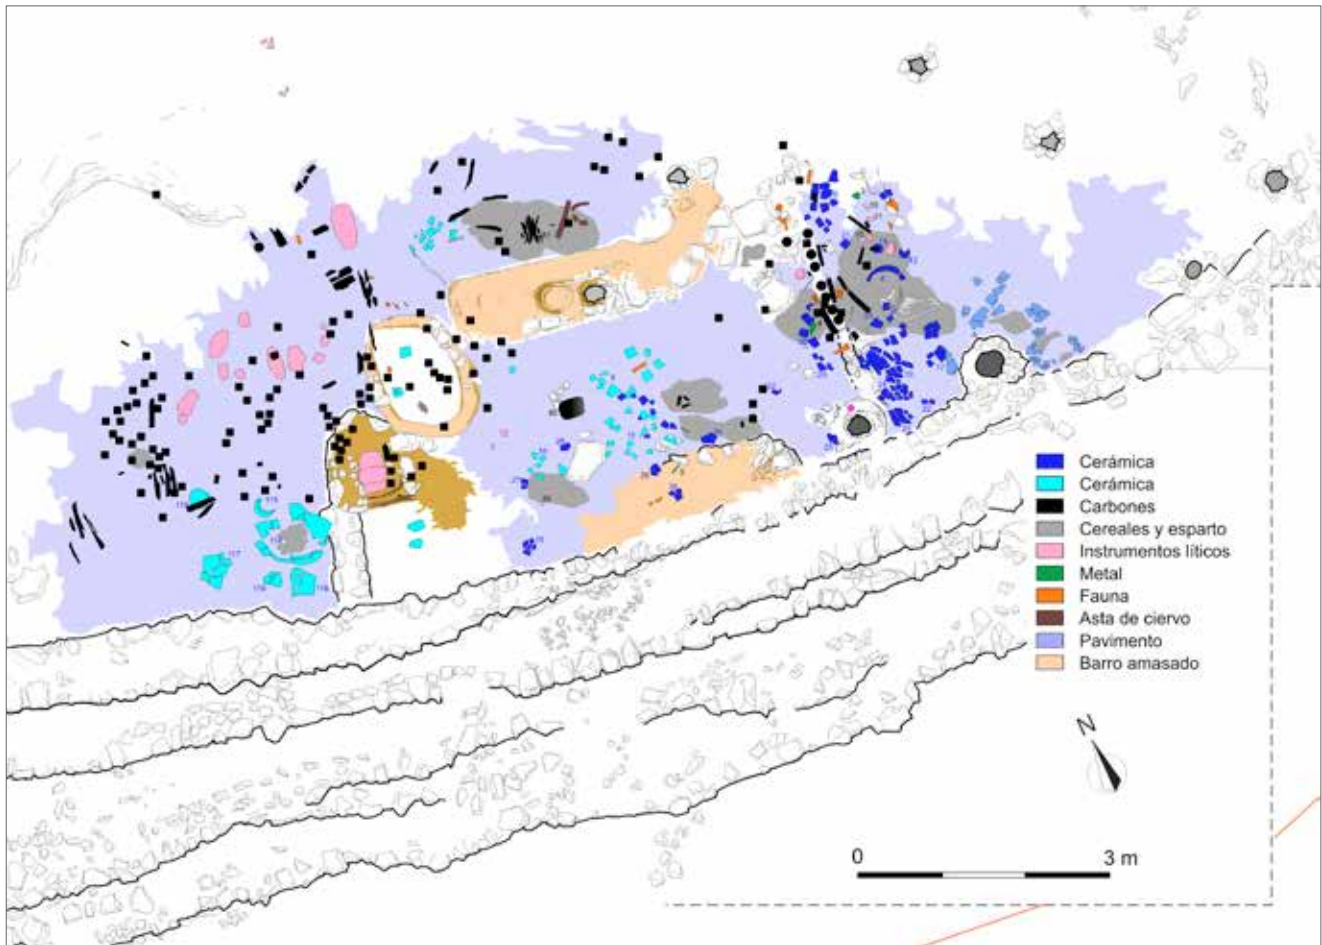 Cerámica
Cerámica
Carbones
Cereales y esparto
Instrumentos líticos
Metal
Fauna
Asta de ciervo
Pavimento
Barro amasado
N
0 3 m